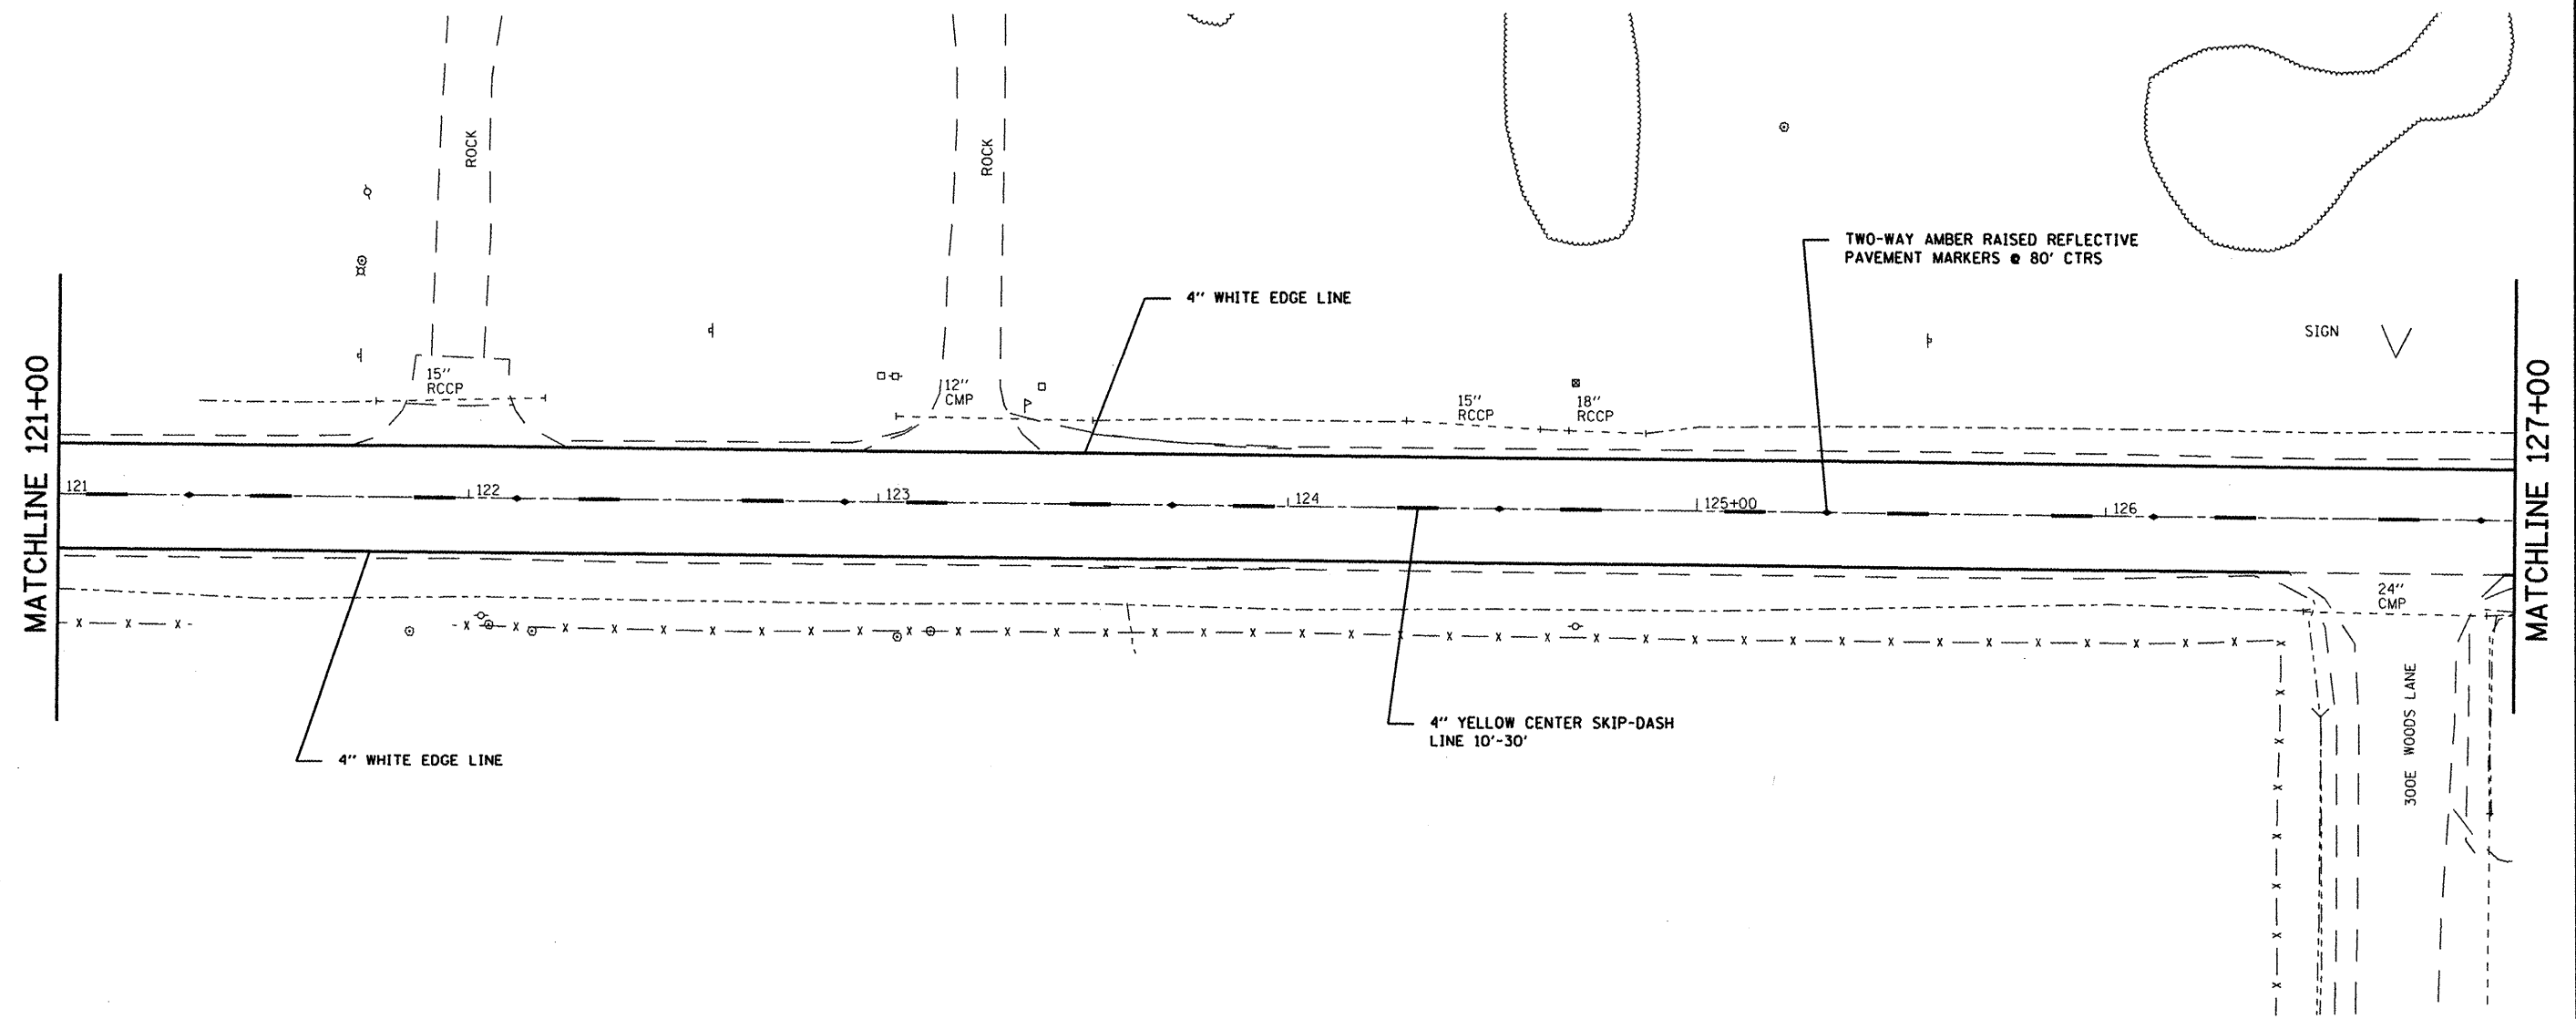 ROCK
ROCK
TWO-WAY AMBER RAISED REFLECTIVE
PAVEMENT MARKERS @ 80' CTRS
4" WHITE EDGE LINE
SIGN
MATCHLINE 121+00
MATCHLINE 127+00
15"
RCCP
12"
CMP
15"
RCCP
18"
RCCP
121
122
123
124
125+00
126
24"
CMP
300E WOODS LANE
4" YELLOW CENTER SKIP-DASH
LINE 10'-30'
4" WHITE EDGE LINE